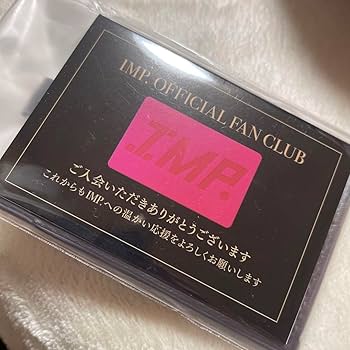 IMP. OFFICIAL FAN CLUB
.I.MP.
ご入会いただきありがとうございます
これからもIMP.への温かい応援をよろしくお願いします